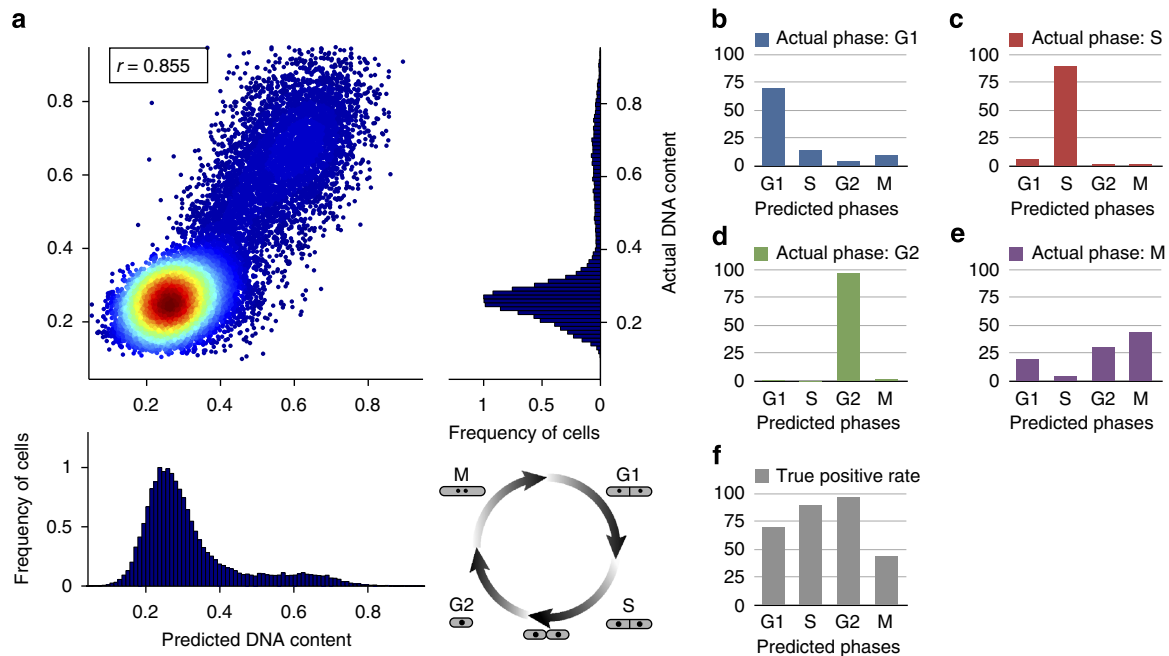 a
r = 0.855
0.8
0.6
0.4
0.2
0.2
0.4
0.6
0.8
0.8
0.6
0.4
0.2
Actual DNA content
1
0.5
0
Frequency of cells
Frequency of cells
1
0.5
0
0.2
0.4
0.6
0.8
Predicted DNA content
M
G1
G2
S
b
Actual phase: G1
100
75
50
25
0
G1 S G2 M
Predicted phases
c
Actual phase: S
100
75
50
25
0
G1 S G2 M
Predicted phases
d
Actual phase: G2
100
75
50
25
0
G1 S G2 M
Predicted phases
e
Actual phase: M
100
75
50
25
0
G1 S G2 M
Predicted phases
f
True positive rate
100
75
50
25
0
G1 S G2 M
Predicted phases